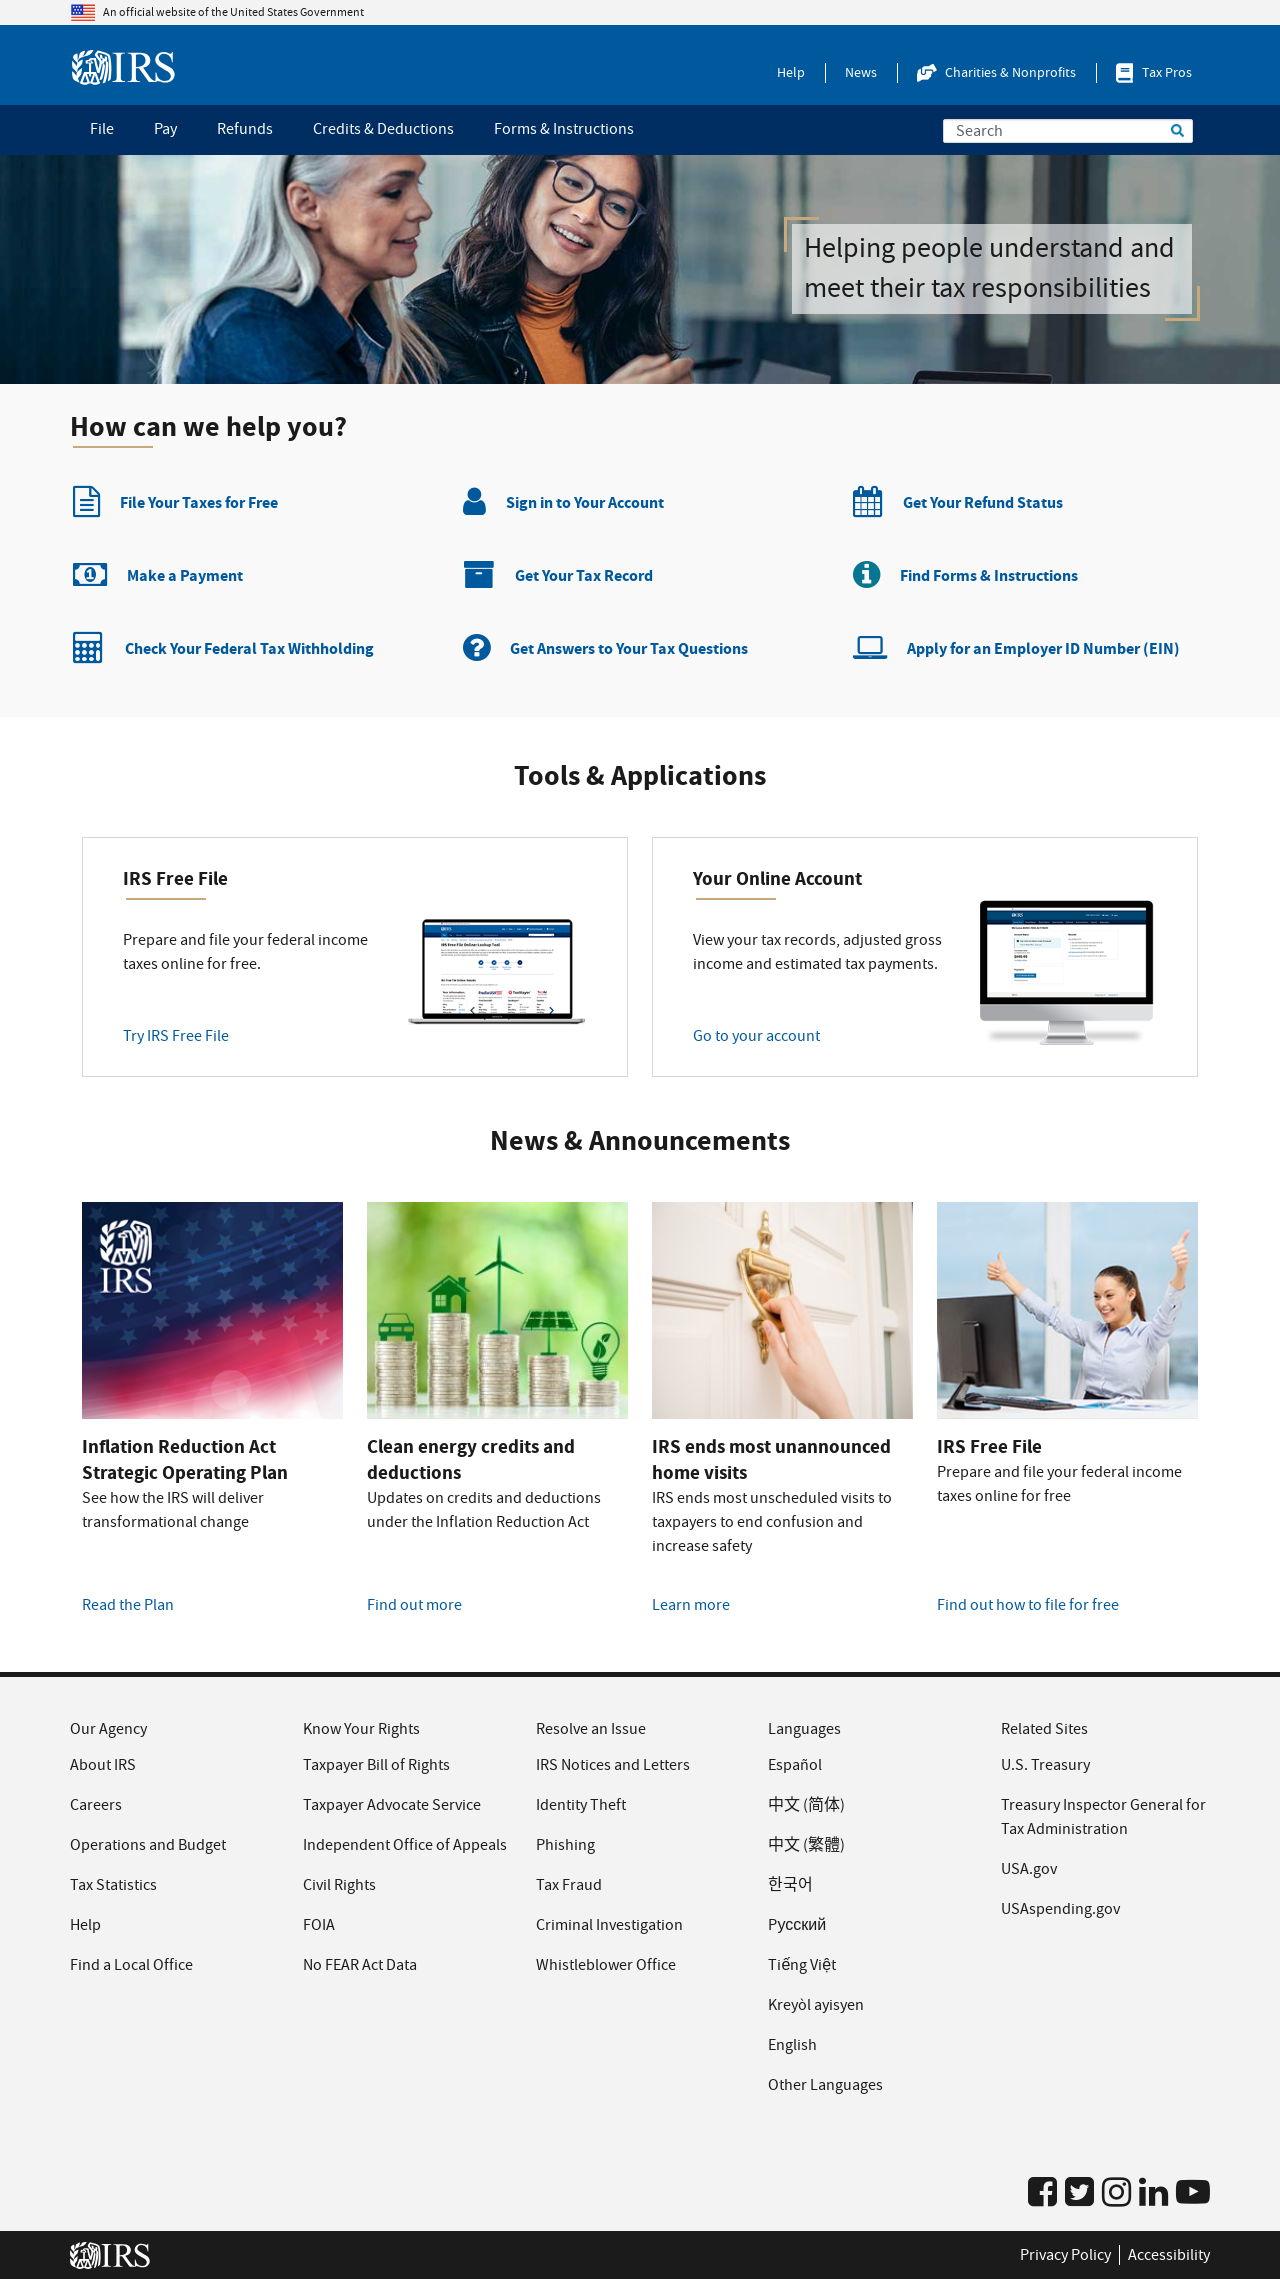 An official website of the United States Government
IRS
Help
News
Charities & Nonprofits
Tax Pros
File
Pay
Refunds
Credits & Deductions
Forms & Instructions
Search
Helping people understand and
meet their tax responsibilities
How can we help you?
File Your Taxes for Free
Sign in to Your Account
Get Your Refund Status
Make a Payment
Get Your Tax Record
Find Forms & Instructions
Check Your Federal Tax Withholding
Get Answers to Your Tax Questions
Apply for an Employer ID Number (EIN)
Tools & Applications
IRS Free File
Prepare and file your federal income
taxes online for free.
Try IRS Free File
Your Online Account
View your tax records, adjusted gross
income and estimated tax payments.
Go to your account
News & Announcements
IRS
Inflation Reduction Act
Strategic Operating Plan
See how the IRS will deliver
transformational change
Read the Plan
Clean energy credits and
deductions
Updates on credits and deductions
under the Inflation Reduction Act
Find out more
IRS ends most unannounced
home visits
IRS ends most unscheduled visits to
taxpayers to end confusion and
increase safety
Learn more
IRS Free File
Prepare and file your federal income
taxes online for free
Find out how to file for free
Our Agency
About IRS
Careers
Operations and Budget
Tax Statistics
Help
Find a Local Office
Know Your Rights
Taxpayer Bill of Rights
Taxpayer Advocate Service
Independent Office of Appeals
Civil Rights
FOIA
No FEAR Act Data
Resolve an Issue
IRS Notices and Letters
Identity Theft
Phishing
Tax Fraud
Criminal Investigation
Whistleblower Office
Languages
Español
中文 (简体)
中文 (繁體)
한국어
Pусский
Tiếng Việt
Kreyòl ayisyen
English
Other Languages
Related Sites
U.S. Treasury
Treasury Inspector General for
Tax Administration
USA.gov
USAspending.gov
IRS
Privacy Policy
Accessibility